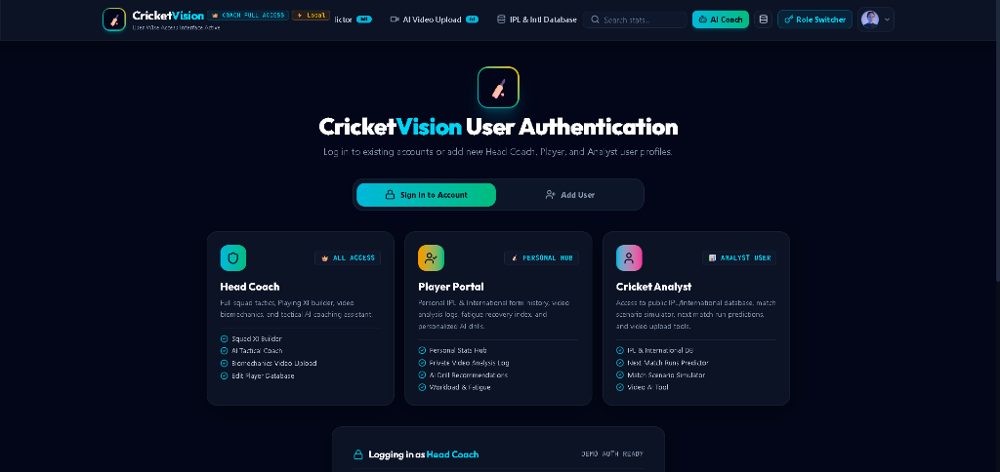 CricketVision COACH FULL ACCESS Local
User-Wise Access Interface Active
lictor
AI Video Upload AI
IPL & Intl Database
Search stats...
AI Coach
Role Switcher
CricketVision User Authentication
Log in to existing accounts or add new Head Coach, Player, and Analyst user profiles.
Sign In to Account
Add User
ALL ACCESS
Head Coach
Full squad tactics, Playing XI builder, video
biomechanics, and tactical AI coaching assistant.
Squad XI Builder
AI Tactical Coach
Biomechanics Video Upload
Edit Player Database
PERSONAL HUB
Player Portal
Personal IPL & International form history, video
analysis logs, fatigue recovery index, and
personalized AI drills.
Personal Stats Hub
Private Video Analysis Log
AI Drill Recommendations
Workload & Fatigue
ANALYST USER
Cricket Analyst
Access to public IPL/International database, match
scenario simulator, next match run predictions,
and video upload tools.
IPL & International DB
Next Match Runs Predictor
Match Scenario Simulator
Video AI Tool
Logging in as Head Coach
DEMO AUTH READY